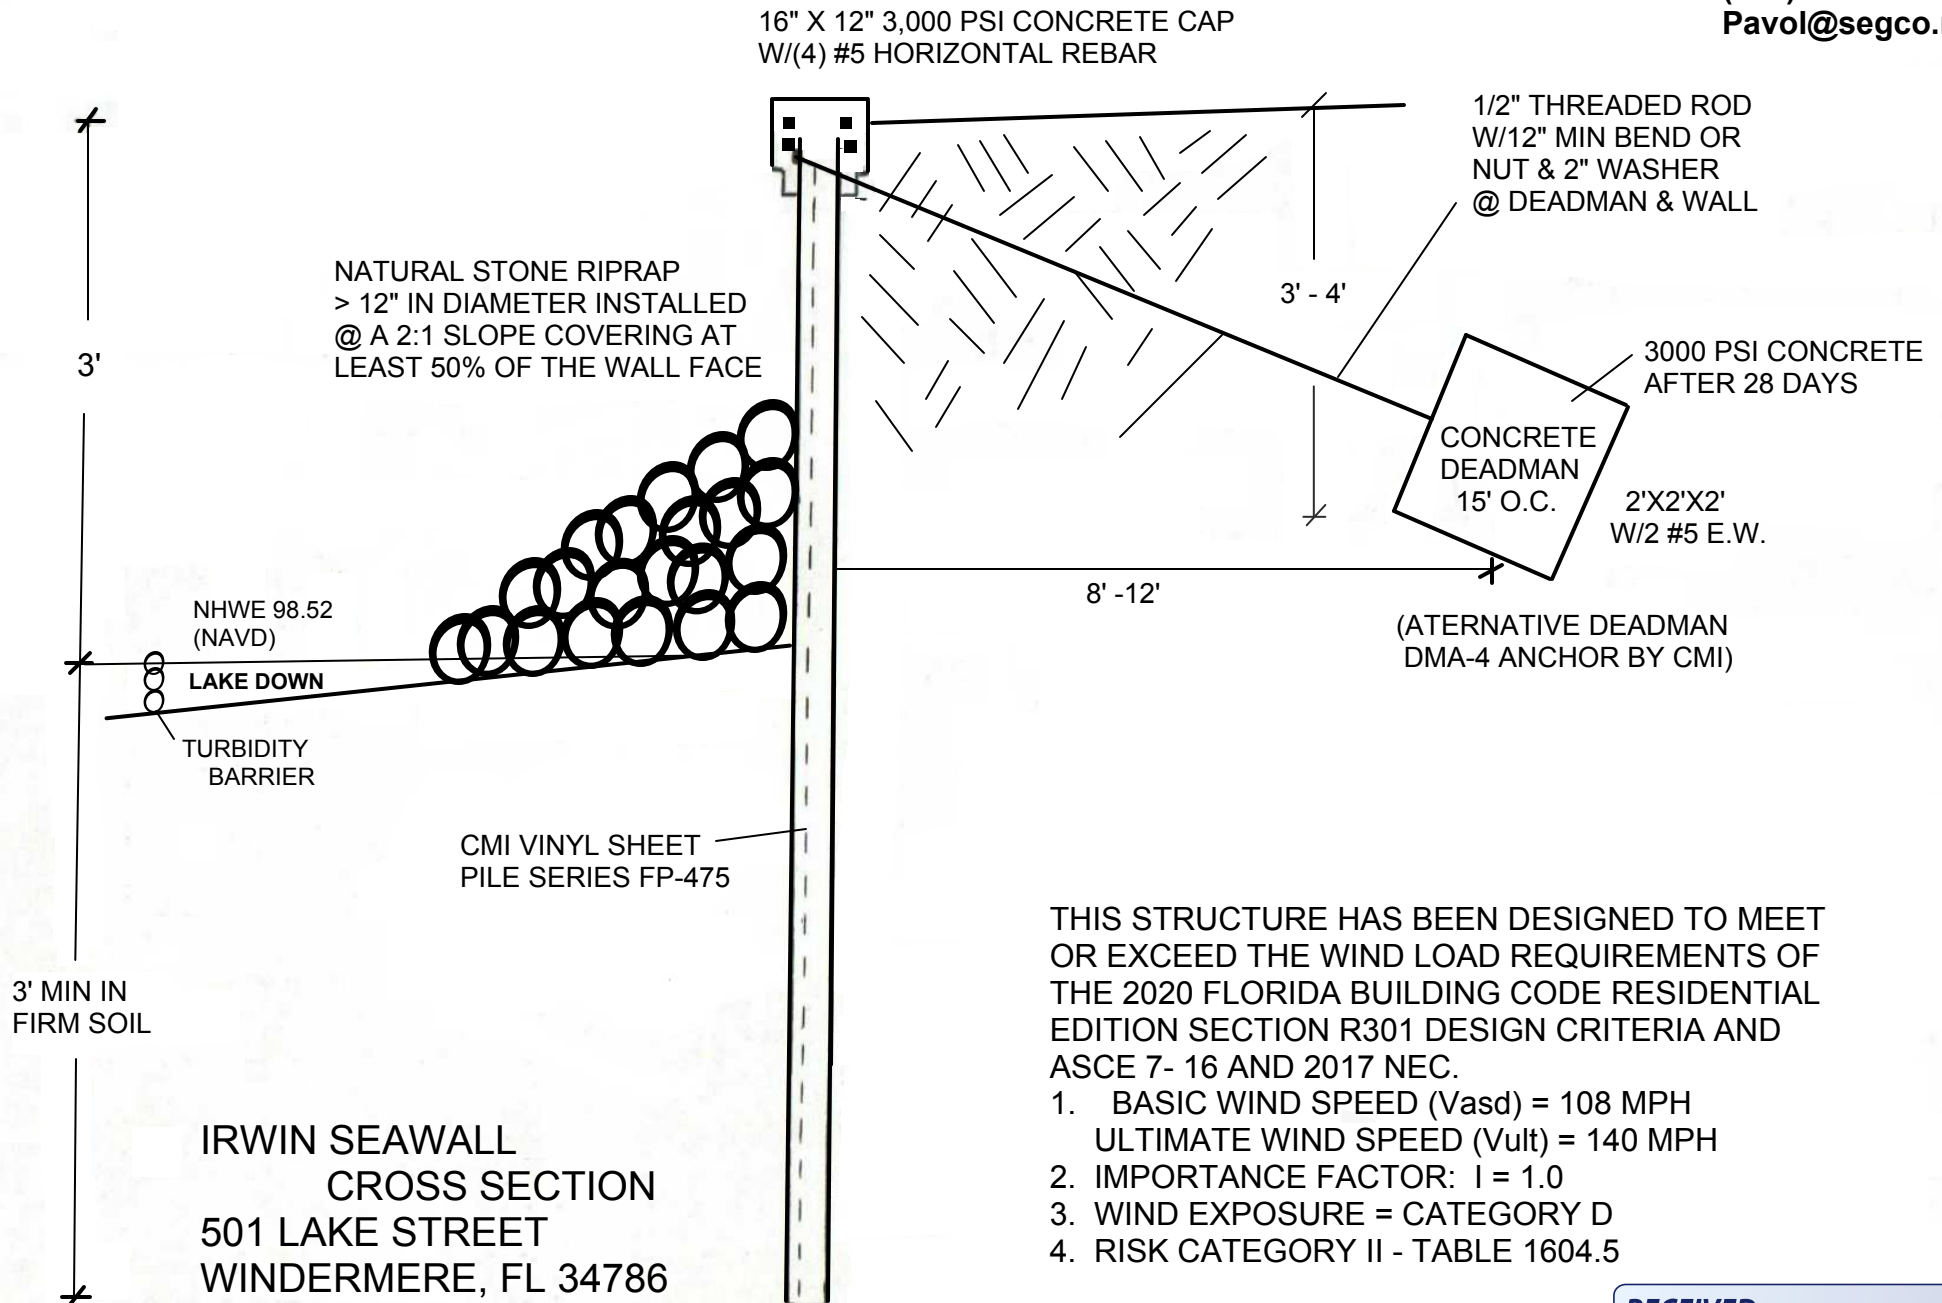 Pavol@segco.
16" X 12" 3,000 PSI CONCRETE CAP
W/(4) #5 HORIZONTAL REBAR
1/2" THREADED ROD
W/12" MIN BEND OR
NUT & 2" WASHER
@ DEADMAN & WALL
NATURAL STONE RIPRAP
> 12" IN DIAMETER INSTALLED
@ A 2:1 SLOPE COVERING AT
LEAST 50% OF THE WALL FACE
3'
3' - 4'
3000 PSI CONCRETE
AFTER 28 DAYS
CONCRETE
DEADMAN
15' O.C.
2'X2'X2'
W/2 #5 E.W.
8' -12'
(ATERNATIVE DEADMAN
DMA-4 ANCHOR BY CMI)
NHWE 98.52
(NAVD)
LAKE DOWN
TURBIDITY
BARRIER
CMI VINYL SHEET
PILE SERIES FP-475
3' MIN IN
FIRM SOIL
THIS STRUCTURE HAS BEEN DESIGNED TO MEET
OR EXCEED THE WIND LOAD REQUIREMENTS OF
THE 2020 FLORIDA BUILDING CODE RESIDENTIAL
EDITION SECTION R301 DESIGN CRITERIA AND
ASCE 7- 16 AND 2017 NEC.
1. BASIC WIND SPEED (Vasd) = 108 MPH
ULTIMATE WIND SPEED (Vult) = 140 MPH
2. IMPORTANCE FACTOR: I = 1.0
3. WIND EXPOSURE = CATEGORY D
4. RISK CATEGORY II - TABLE 1604.5
IRWIN SEAWALL
CROSS SECTION
501 LAKE STREET
WINDERMERE, FL 34786
RECEIVED